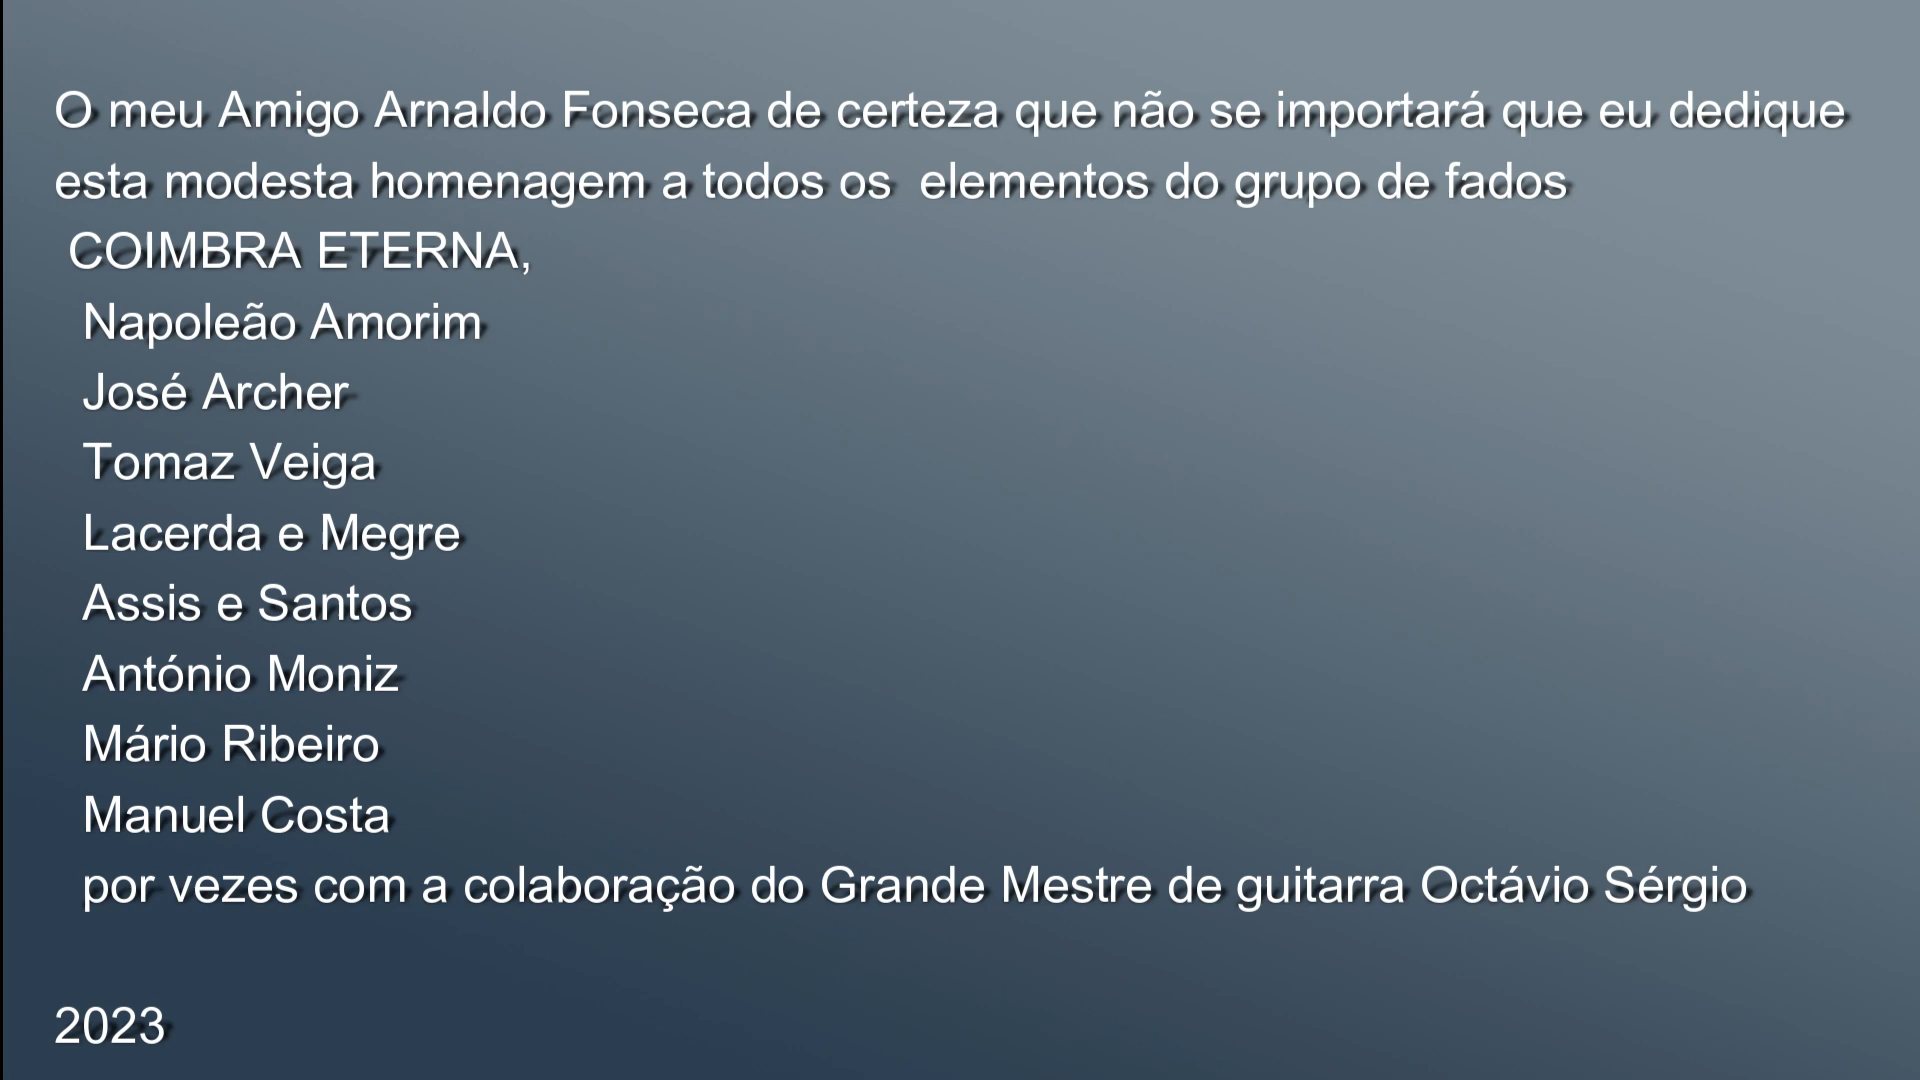 O meu Amigo Arnaldo Fonseca de certeza que não se importará que eu dedique
esta modesta homenagem a todos os  elementos do grupo de fados
COIMBRA ETERNA,
Napoleão Amorim
José Archer
Tomaz Veiga
Lacerda e Megre
Assis e Santos
António Moniz
Mário Ribeiro
Manuel Costa
por vezes com a colaboração do Grande Mestre de guitarra Octávio Sérgio
2023